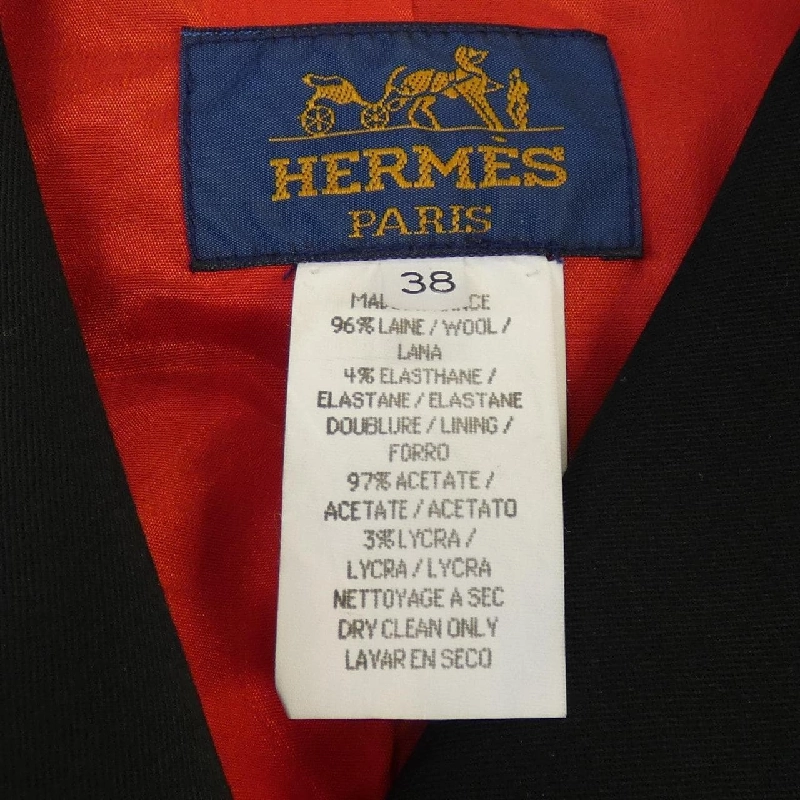 HERMÈS
PARIS
38
96% LAINE / WOOL /
LANA
4% ELASTHANE /
ELASTANE / ELASTANE
DOUBLURE / LINING /
FORRO
97% ACETATE /
ACETATE / ACETATO
3% LYCRA /
LYCRA / LYCRA
NETTOYAGE A SEC
DRY CLEAN ONLY
LAVAR EN SECO